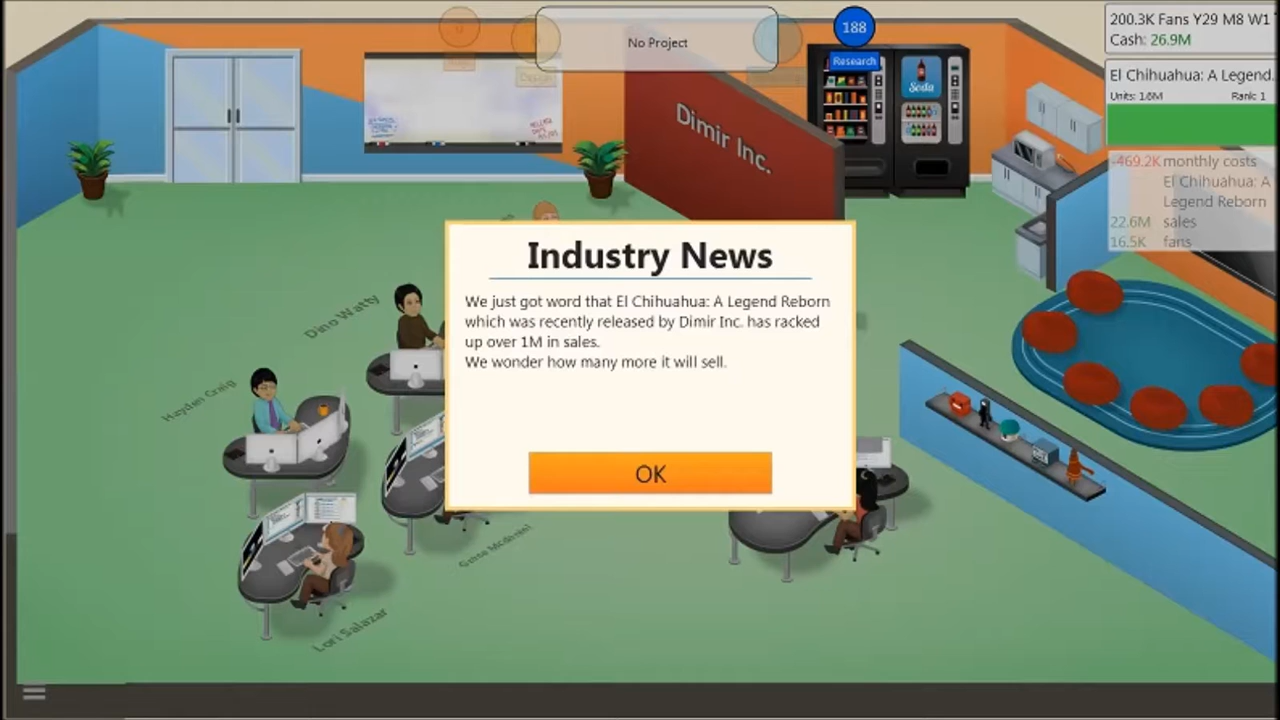 No Project
188
Research
200.3K Fans Y29 M8 W1
Cash: 26.9M
El Chihuahua: A Legend.
Units: 1.6M Rank: 1
-469.2K monthly costs
El Chihuahua: A
Legend Reborn
22.6M sales
16.5K fans
Soda
Dimir Inc.
Industry News
We just got word that El Chihuahua: A Legend Reborn
which was recently released by Dimir Inc. has racked
up over 1M in sales.
We wonder how many more it will sell.
OK
Dino Watty
Hayden Craig
Lori Salazar